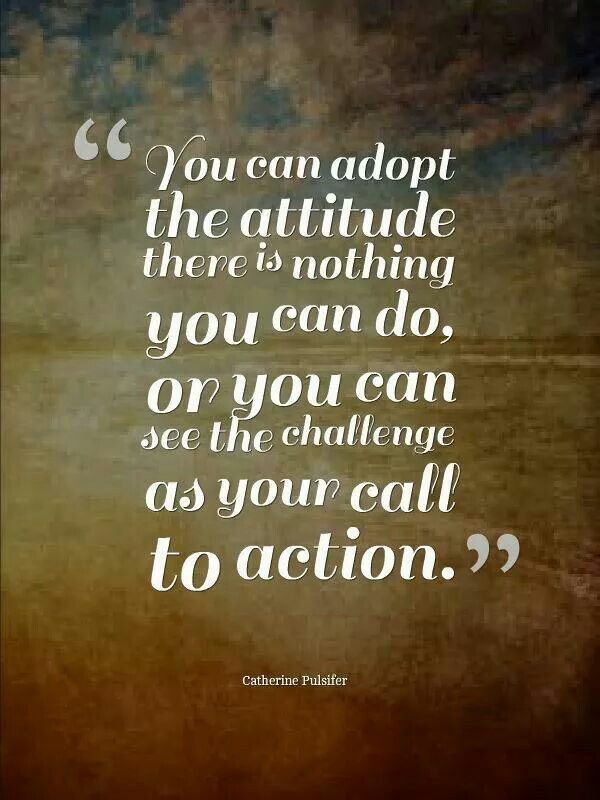 “You can adopt
the attitude
there is nothing
you can do,
or you can
see the challenge
as your call
to action.”
Catherine Pulsifer